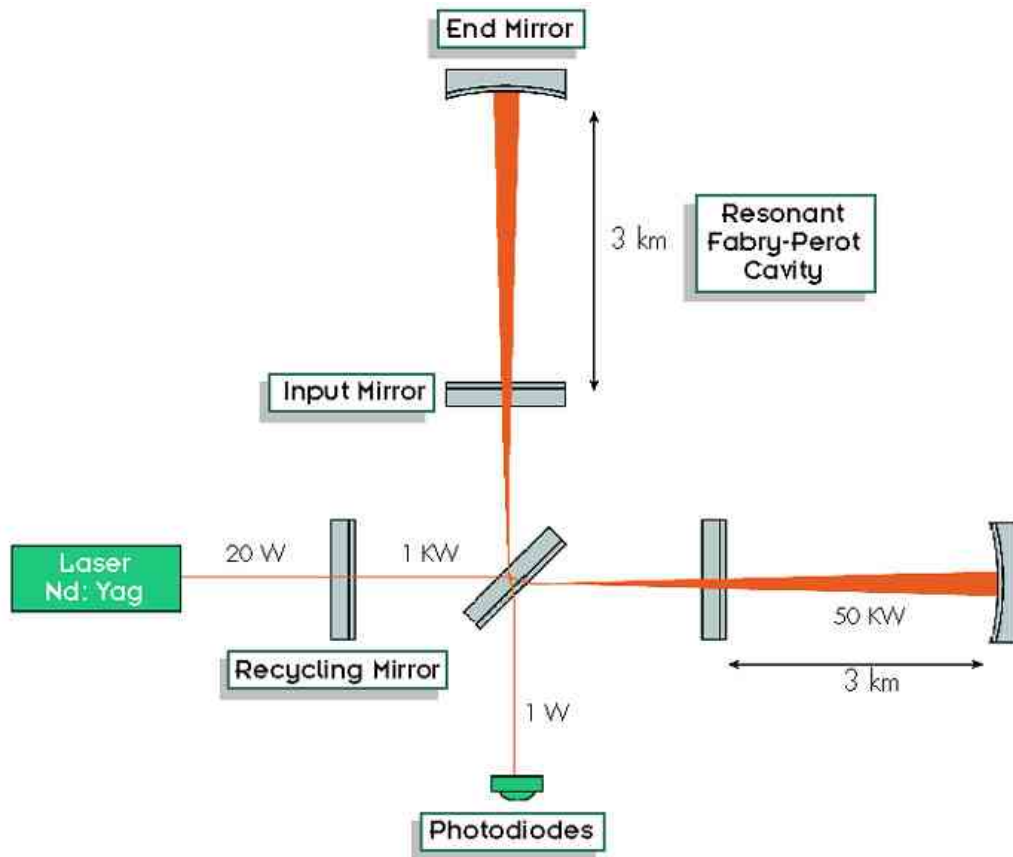 End Mirror
3 km
Resonant
Fabry-Perot
Cavity
Input Mirror
Laser
Nd: Yag
20 W
1 KW
50 KW
Recycling Mirror
3 km
1 W
Photodiodes